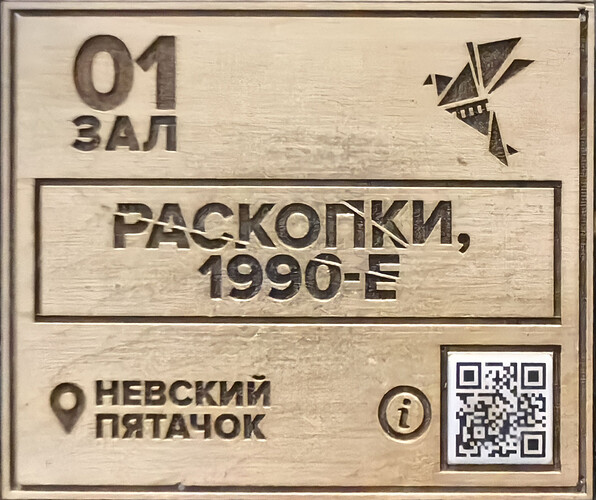 01
ЗАЛ
РАСКОПКИ,
1990-Е
НЕВСКИЙ
ПЯТАЧОК
i